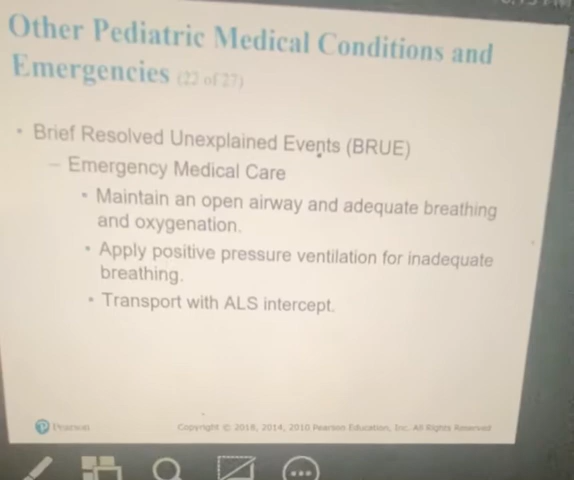 Other Pediatric Medical Conditions and
Emergencies (22 of 27)
• Brief Resolved Unexplained Events (BRUE)
– Emergency Medical Care
• Maintain an open airway and adequate breathing
and oxygenation.
• Apply positive pressure ventilation for inadequate
breathing.
• Transport with ALS intercept.
Pearson
Copyright © 2018, 2014, 2010 Pearson Education, Inc. All Rights Reserved